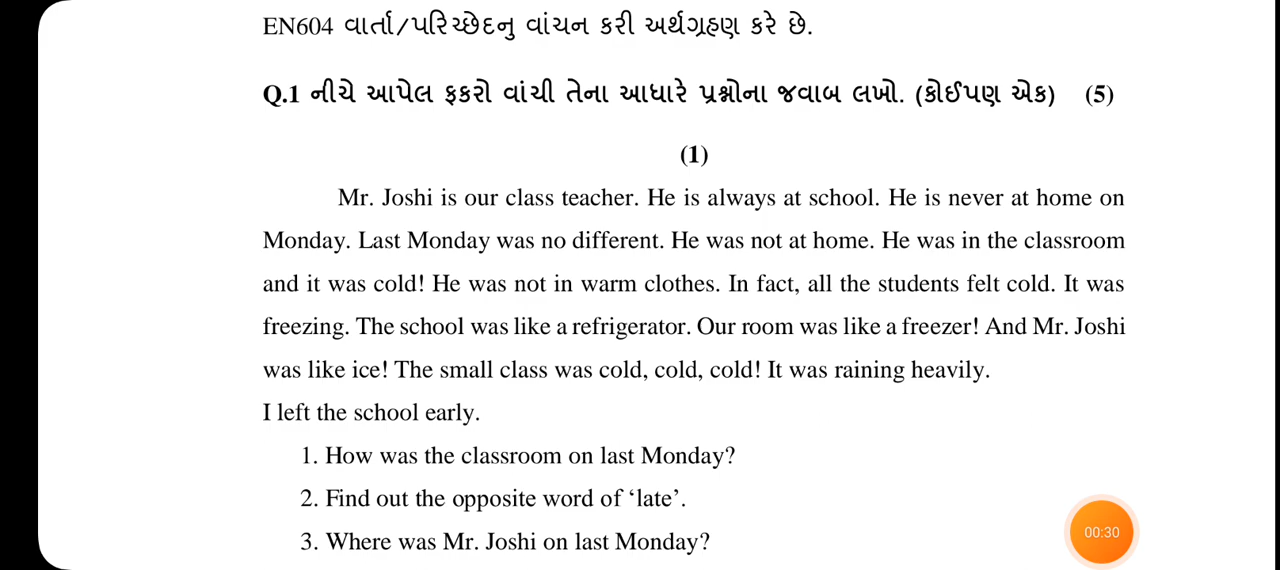 EN604 વાર્તા/પરિચ્છેદનુ વાંચન કરી અર્થગ્રહણ કરે છે.
Q.1 નીચે આપેલ ફકરો વાંચી તેના આધારે પ્રશ્નોના જવાબ લખો. (કોઈપણ એક) (5)
(1)
Mr. Joshi is our class teacher. He is always at school. He is never at home on
Monday. Last Monday was no different. He was not at home. He was in the classroom
and it was cold! He was not in warm clothes. In fact, all the students felt cold. It was
freezing. The school was like a refrigerator. Our room was like a freezer! And Mr. Joshi
was like ice! The small class was cold, cold, cold! It was raining heavily.
I left the school early.
1. How was the classroom on last Monday?
2. Find out the opposite word of ‘late’.
3. Where was Mr. Joshi on last Monday?
00:30